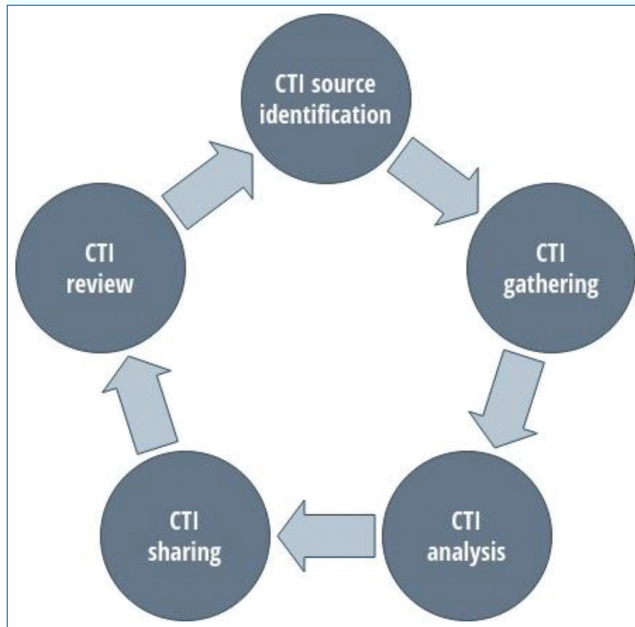 CTI source
identification
CTI
gathering
CTI
analysis
CTI
sharing
CTI
review